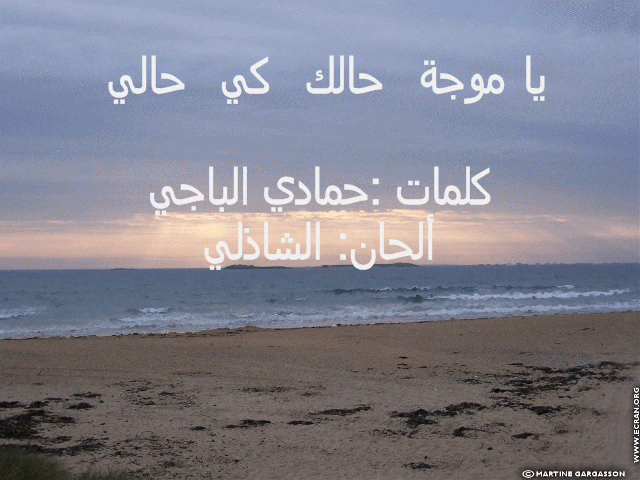 يا موجة حالك كي حالي
كلمات :حمادي الباجي
ألحان: الشاذلي
WWW.ECRAN.ORG
© MARTINE GARGASSON